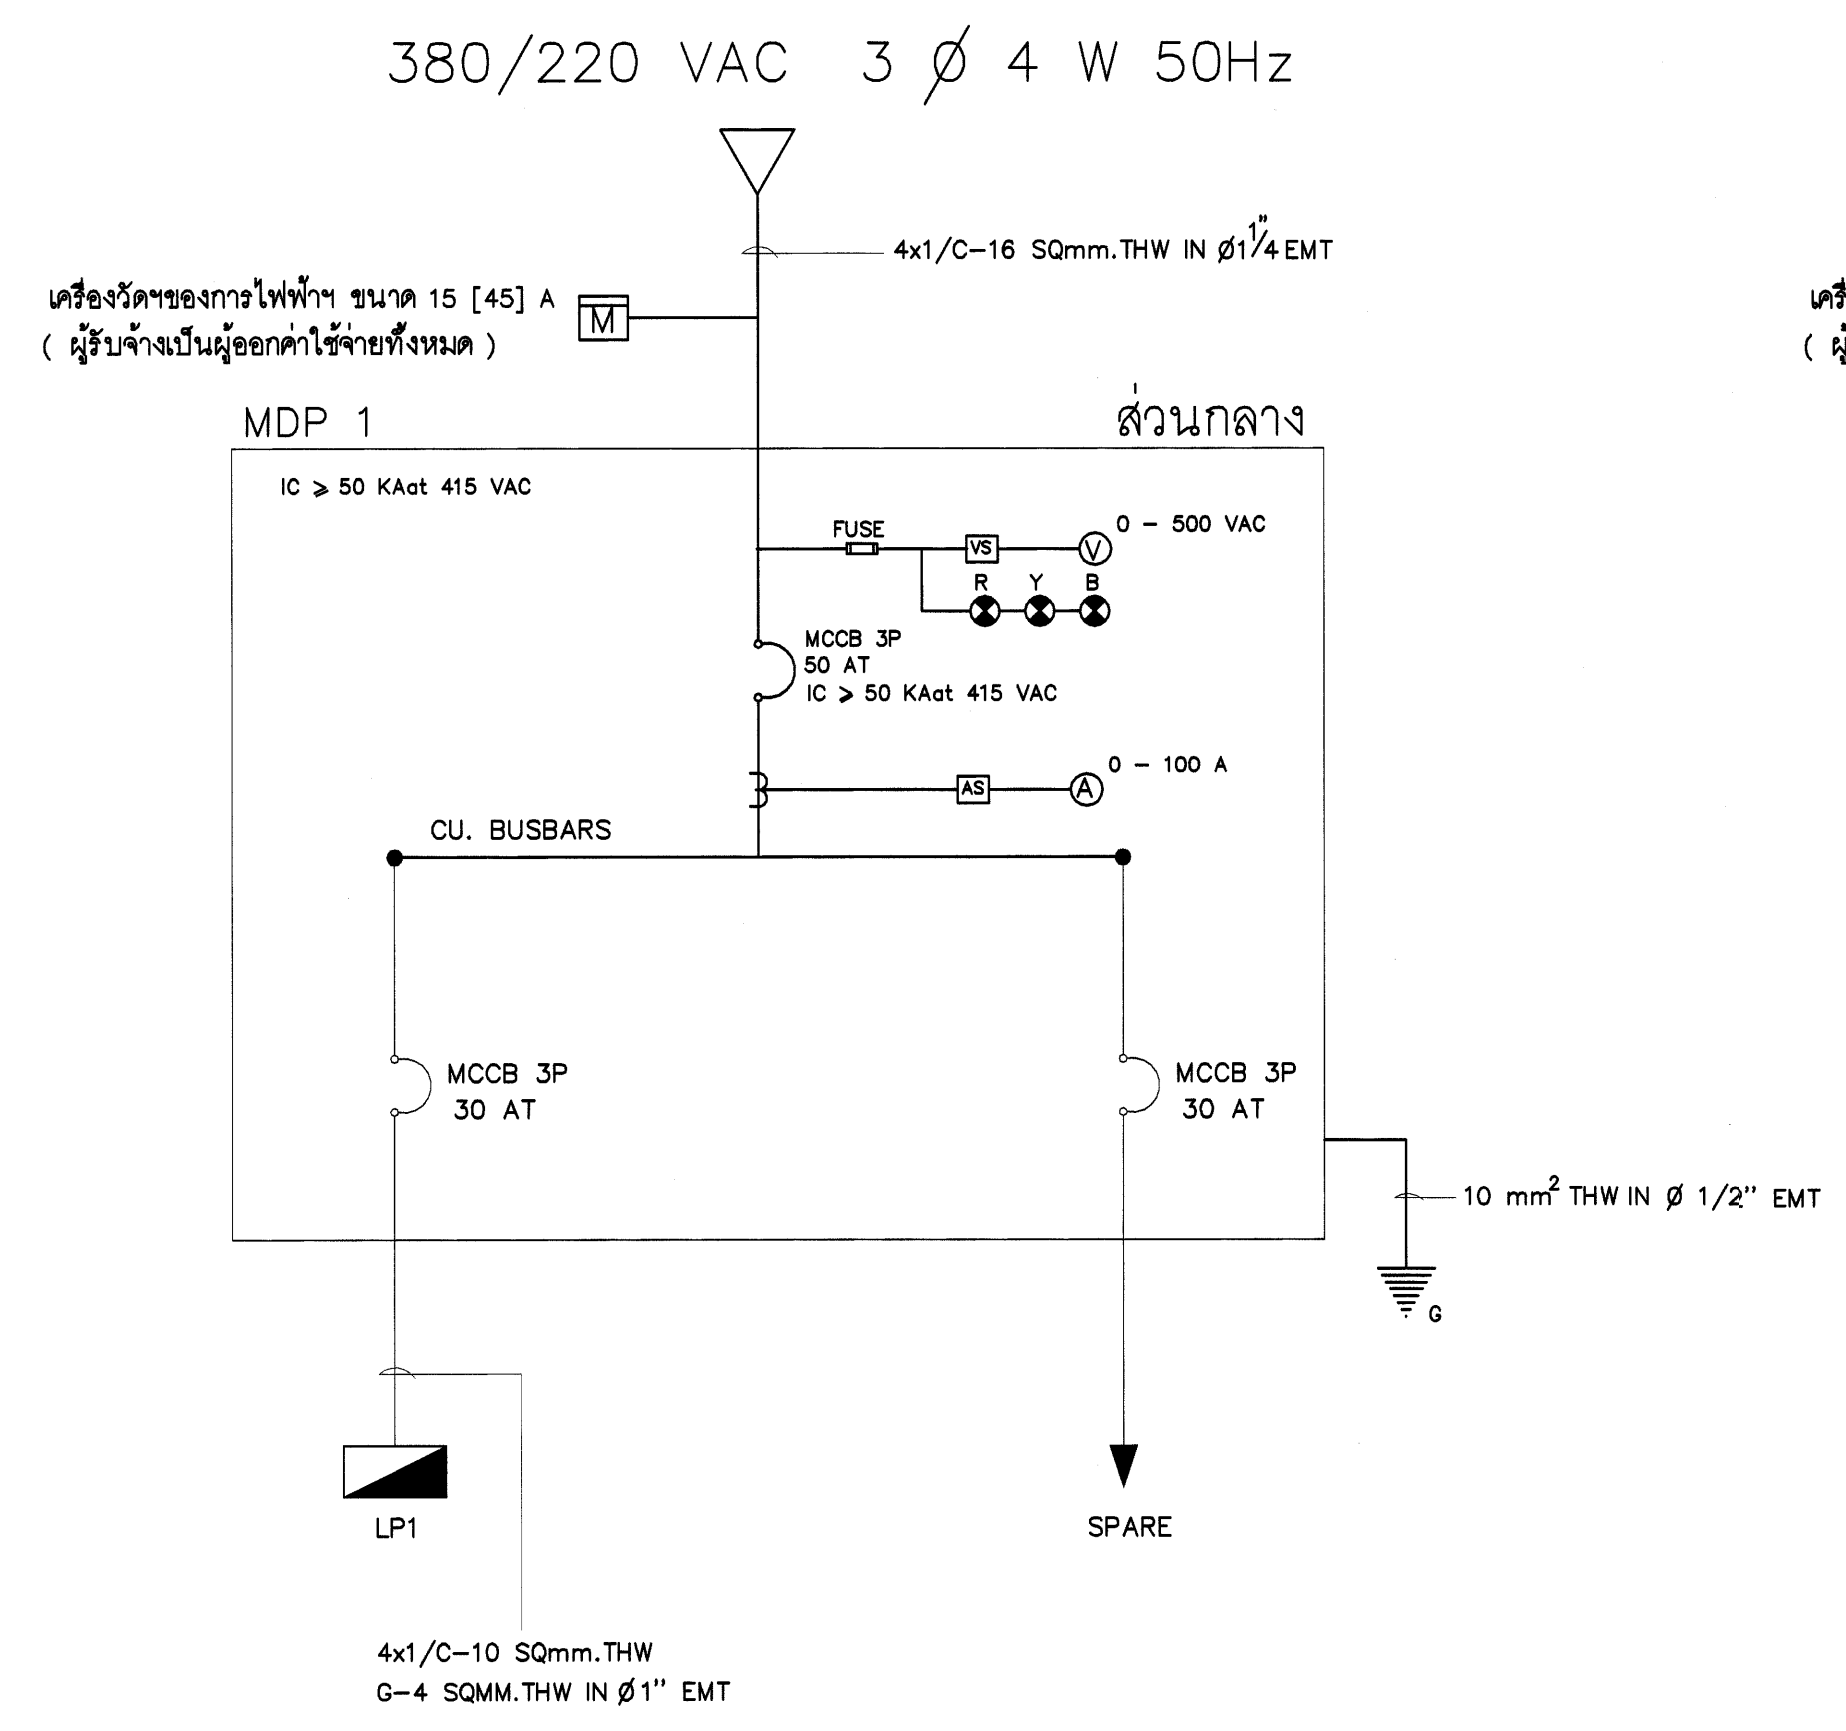 380/220 VAC 3 Ø 4 W 50Hz
4x1/C-16 SQmm.THW IN Ø1 1/4" EMT
เครื่องวัดฯของการไฟฟ้าฯ ขนาด 15 [45] A
( ผู้รับจ้างเป็นผู้ออกค่าใช้จ่ายทั้งหมด )
M
MDP 1
ส่วนกลาง
IC ⩾ 50 KAat 415 VAC
FUSE
VS
V
0 - 500 VAC
R Y B
MCCB 3P
50 AT
IC ⩾ 50 KAat 415 VAC
AS
A
0 - 100 A
CU. BUSBARS
MCCB 3P
30 AT
MCCB 3P
30 AT
10 mm² THW IN Ø 1/2" EMT
G
LP1
SPARE
4x1/C-10 SQmm.THW
G-4 SQMM.THW IN Ø1" EMT